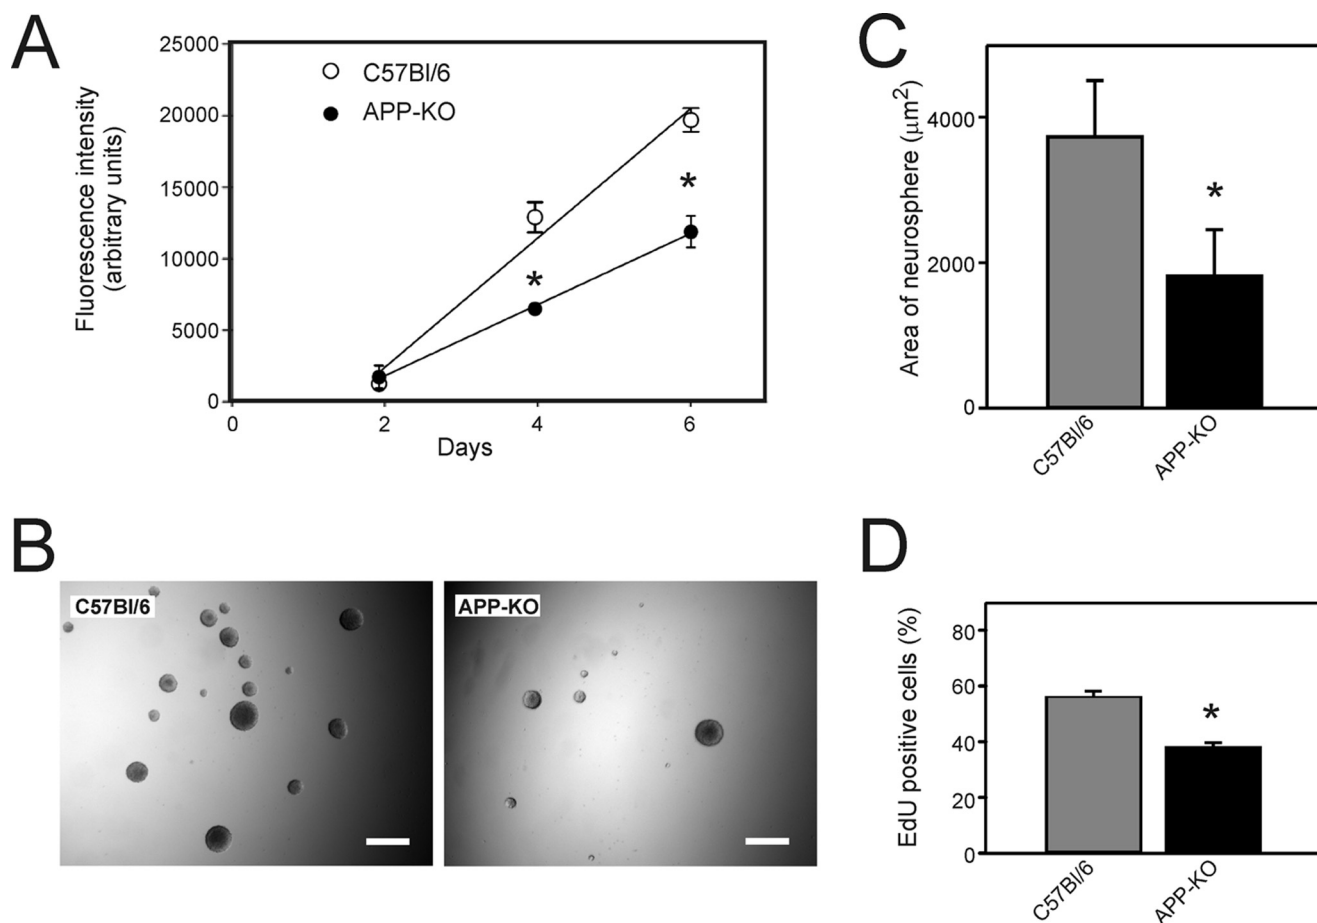 A
25000
20000
15000
10000
5000
0
Fluorescence intensity
(arbitrary units)
C57Bl/6
APP-KO
*
*
0
2
4
6
Days
C
Area of neurosphere (μm²)
4000
2000
0
*
C57Bl/6
APP-KO
B
C57Bl/6
APP-KO
D
EdU positive cells (%)
80
60
40
20
0
*
C57Bl/6
APP-KO